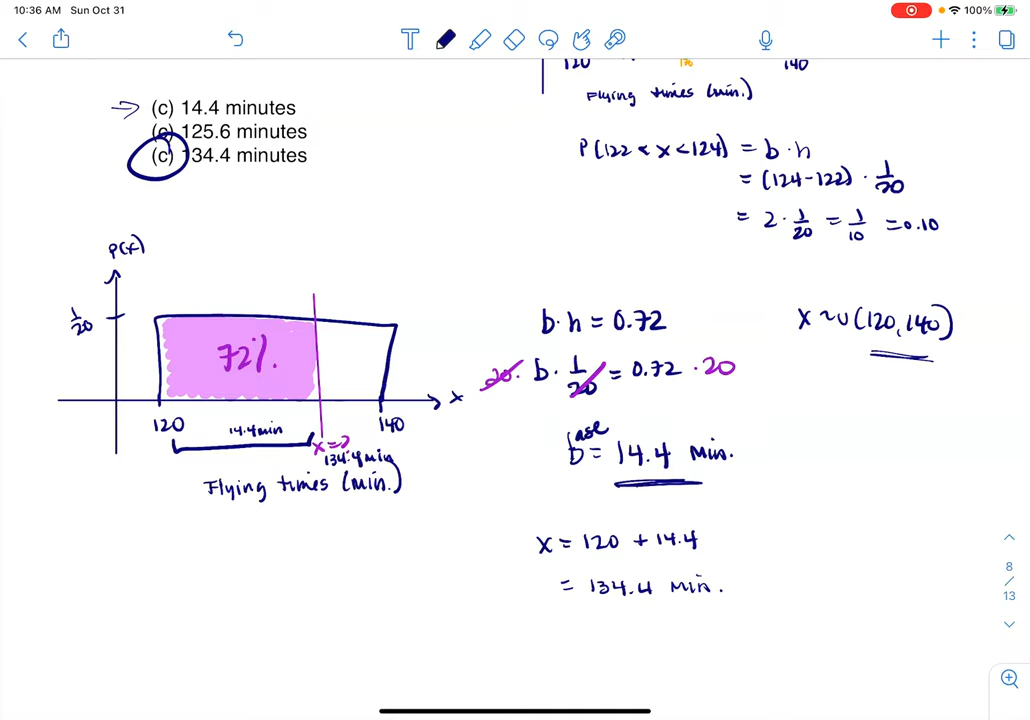 10:36 AM Sun Oct 31
100%
T
120 140
Flying times (min.)
→ (c) 14.4 minutes
(c) 125.6 minutes
(c) 134.4 minutes
P(122 < x < 124) = b · h
= (124-122) · 1/20
= 2 · 1/20 = 1/10 = 0.10
P(x)
1/20
72%.
120
14.4 min
x = ?
134.4 min
140
x
Flying times (min.)
b · h = 0.72
X ~ U (120, 140)
20 · b · 1/20 = 0.72 · 20
base
b = 14.4 min.
x = 120 + 14.4
= 134.4 min.
8
/
13